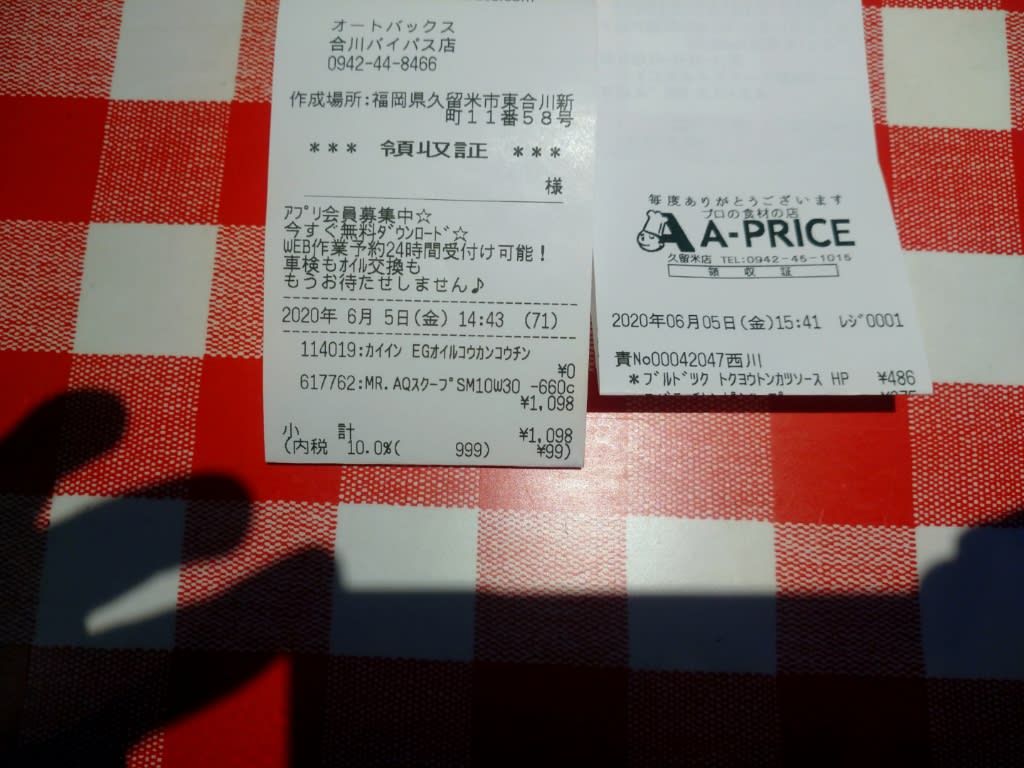 オートバックス
合川バイパス店
0942-44-8466
作成場所:福岡県久留米市東合川新
町11番58号
*** 領収証 ***
様
アプリ会員募集中☆
今すぐ無料ダウンロード☆
WEB作業予約24時間受付け可能!
車検もオイル交換も
もうお待たせしません♪
2020年 6月 5日(金) 14:43 (71)
114019:カイイン EGオイルコウカンコウチン
¥0
617762:MR.AQスクープSM10W30 -660c
¥1,098
小 計 ¥1,098
(内税 10.0%( 999) ¥99)
毎度ありがとうございます
プロの食材の店
A A-PRICE
久留米店 TEL:0942-45-1015
領収証
2020年06月05日(金)15:41 レジ0001
責No00042047西川
*ブルドック トクヨウトンカツソース HP ¥486